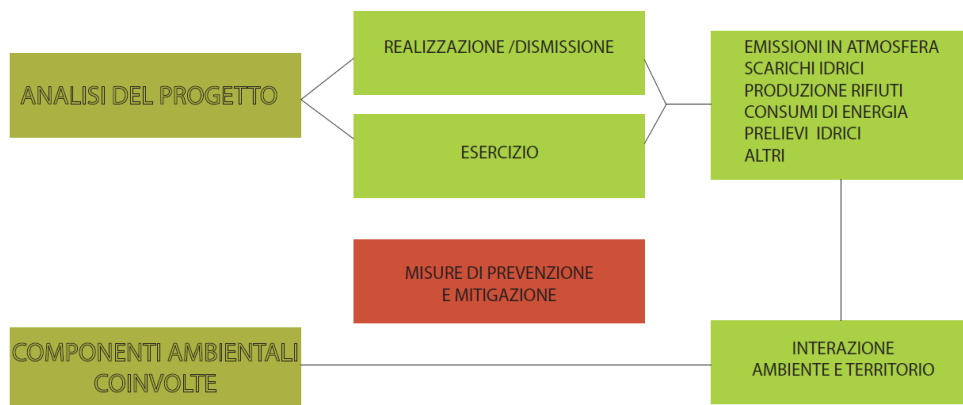 ANALISI DEL PROGETTO
REALIZZAZIONE /DISMISSIONE
ESERCIZIO
EMISSIONI IN ATMOSFERA
SCARICHI IDRICI
PRODUZIONE RIFIUTI
CONSUMI DI ENERGIA
PRELIEVI IDRICI
ALTRI
MISURE DI PREVENZIONE
E MITIGAZIONE
COMPONENTI AMBIENTALI
COINVOLTE
INTERAZIONE
AMBIENTE E TERRITORIO